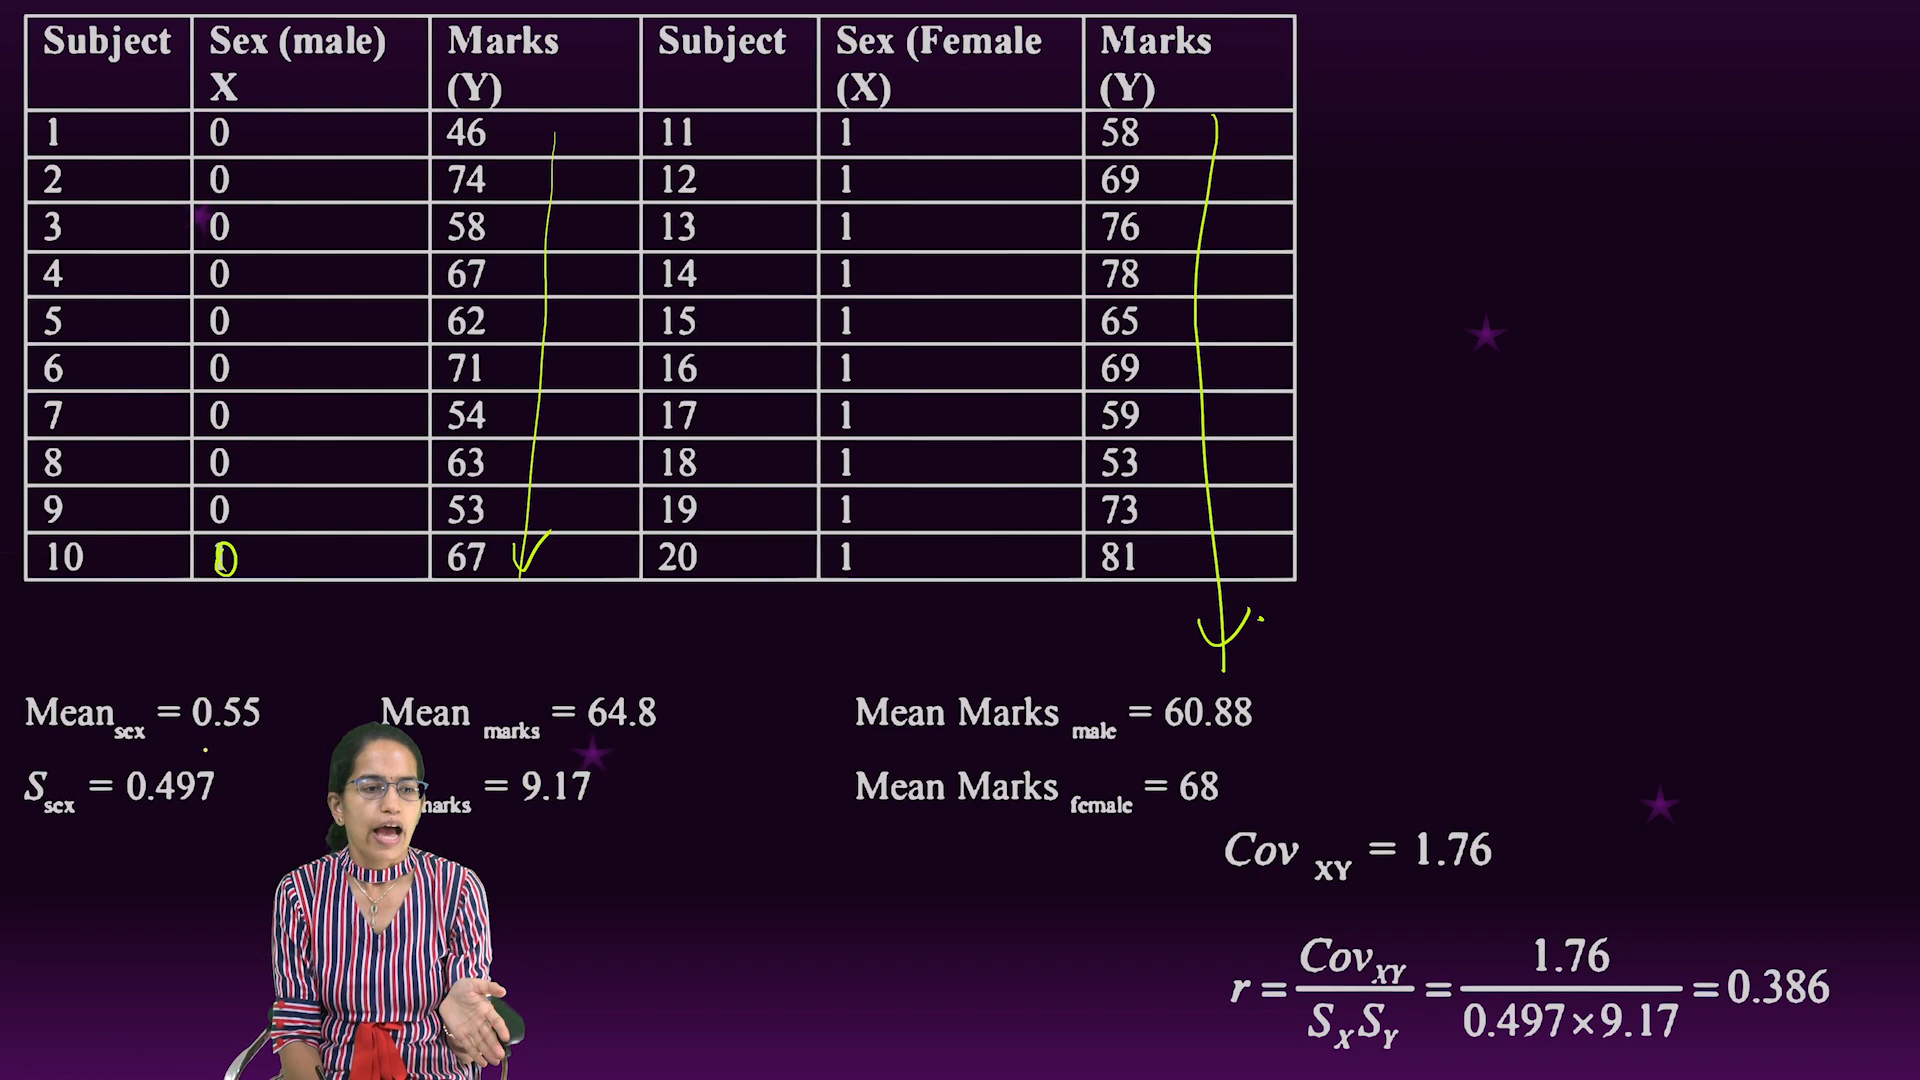 Subject Sex (male) X Marks (Y) Subject Sex (Female (X) Marks (Y)
1 0 46 11 1 58
2 0 74 12 1 69
3 0 58 13 1 76
4 0 67 14 1 78
5 0 62 15 1 65
6 0 71 16 1 69
7 0 54 17 1 59
8 0 63 18 1 53
9 0 53 19 1 73
10 0 67 20 1 81
Mean sex = 0.55 Mean marks = 64.8 Mean Marks male = 60.88
S sex = 0.497 = 9.17 Mean Marks female = 68
Cov XY = 1.76
r = Cov XY / S X S Y = 1.76 / 0.497×9.17 = 0.386